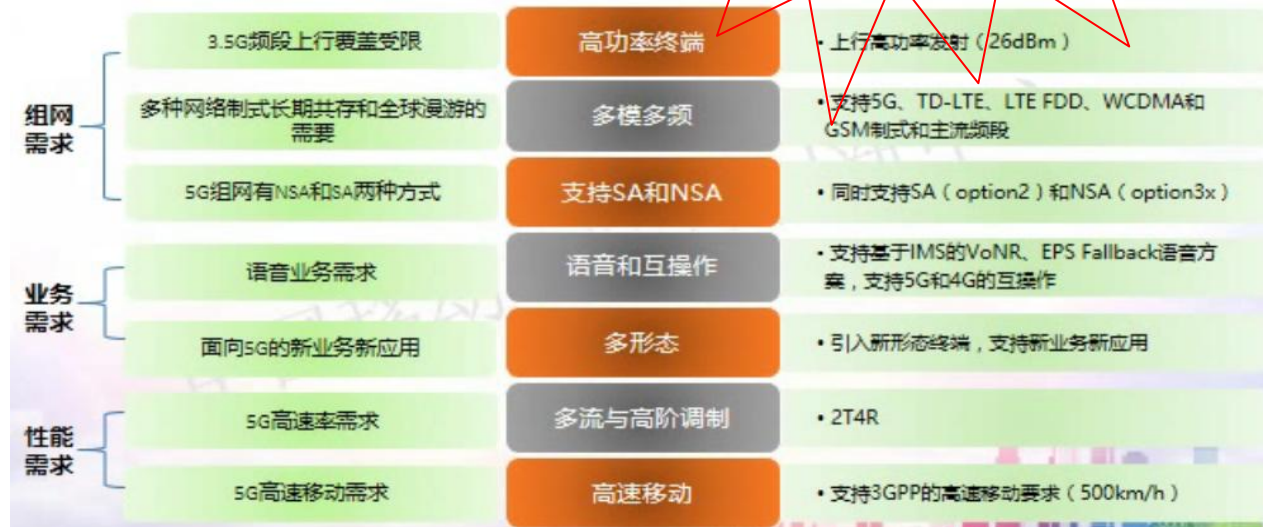 3.5G频段上行覆盖受限
高功率终端
• 上行高功率发射（26dBm）
组网
需求
多种网络制式长期共存和全球漫游的
需要
多模多频
• 支持5G、TD-LTE、LTE FDD、WCDMA和
GSM制式和主流频段
5G组网有NSA和SA两种方式
支持SA和NSA
• 同时支持SA（option2）和NSA（option3x）
业务
需求
语音业务需求
语音和互操作
• 支持基于IMS的VoNR、EPS Fallback语音方
案，支持5G和4G的互操作
面向5G的新业务新应用
多形态
• 引入新形态终端，支持新业务新应用
性能
需求
5G高速率需求
多流与高阶调制
• 2T4R
5G高速移动需求
高速移动
• 支持3GPP的高速移动要求（500km/h）